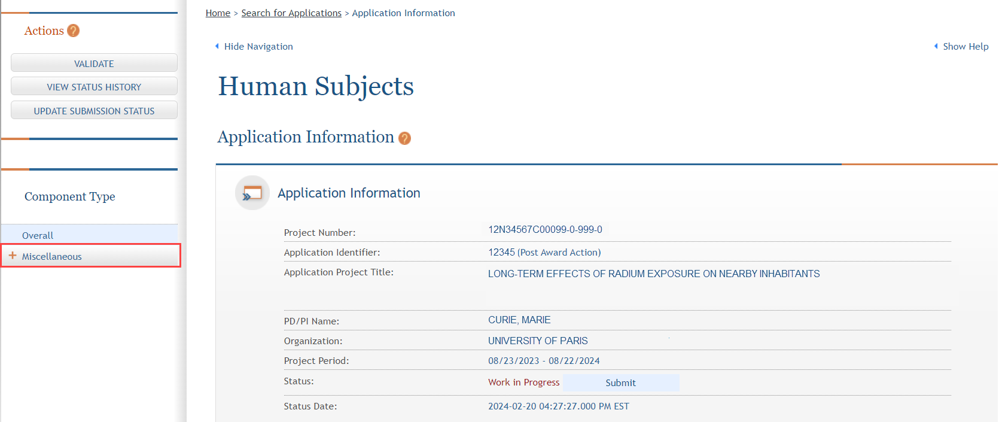 Home > Search for Applications > Application Information
Actions ?
Hide Navigation
Show Help
VALIDATE
VIEW STATUS HISTORY
UPDATE SUBMISSION STATUS
Component Type
Overall
+ Miscellaneous
Human Subjects
Application Information ?
Application Information
Project Number: 12N34567C00099-0-999-0
Application Identifier: 12345 (Post Award Action)
Application Project Title: LONG-TERM EFFECTS OF RADIUM EXPOSURE ON NEARBY INHABITANTS
PD/PI Name: CURIE, MARIE
Organization: UNIVERSITY OF PARIS
Project Period: 08/23/2023 - 08/22/2024
Status: Work in Progress Submit
Status Date: 2024-02-20 04:27:27.000 PM EST